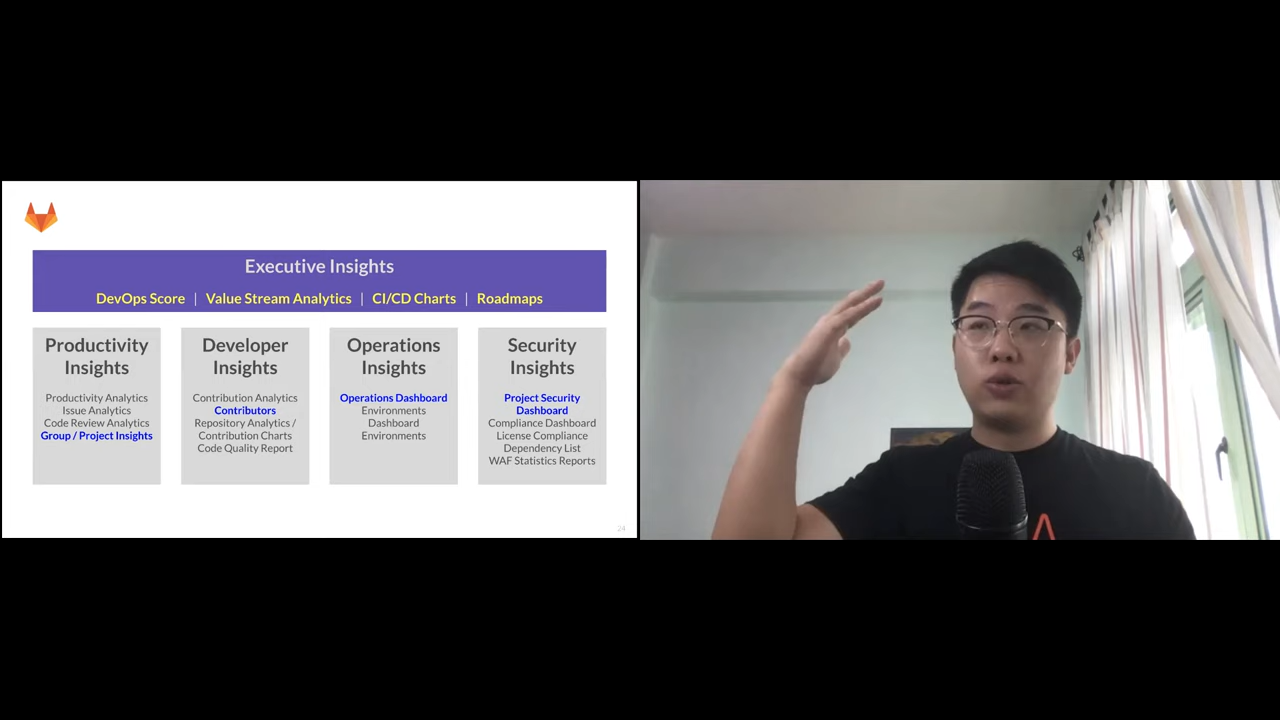 Executive Insights
DevOps Score | Value Stream Analytics | CI/CD Charts | Roadmaps
Productivity
Insights
Productivity Analytics
Issue Analytics
Code Review Analytics
Group / Project Insights
Developer
Insights
Contribution Analytics
Contributors
Repository Analytics /
Contribution Charts
Code Quality Report
Operations
Insights
Operations Dashboard
Environments
Dashboard
Environments
Security
Insights
Project Security
Dashboard
Compliance Dashboard
License Compliance
Dependency List
WAF Statistics Reports
24